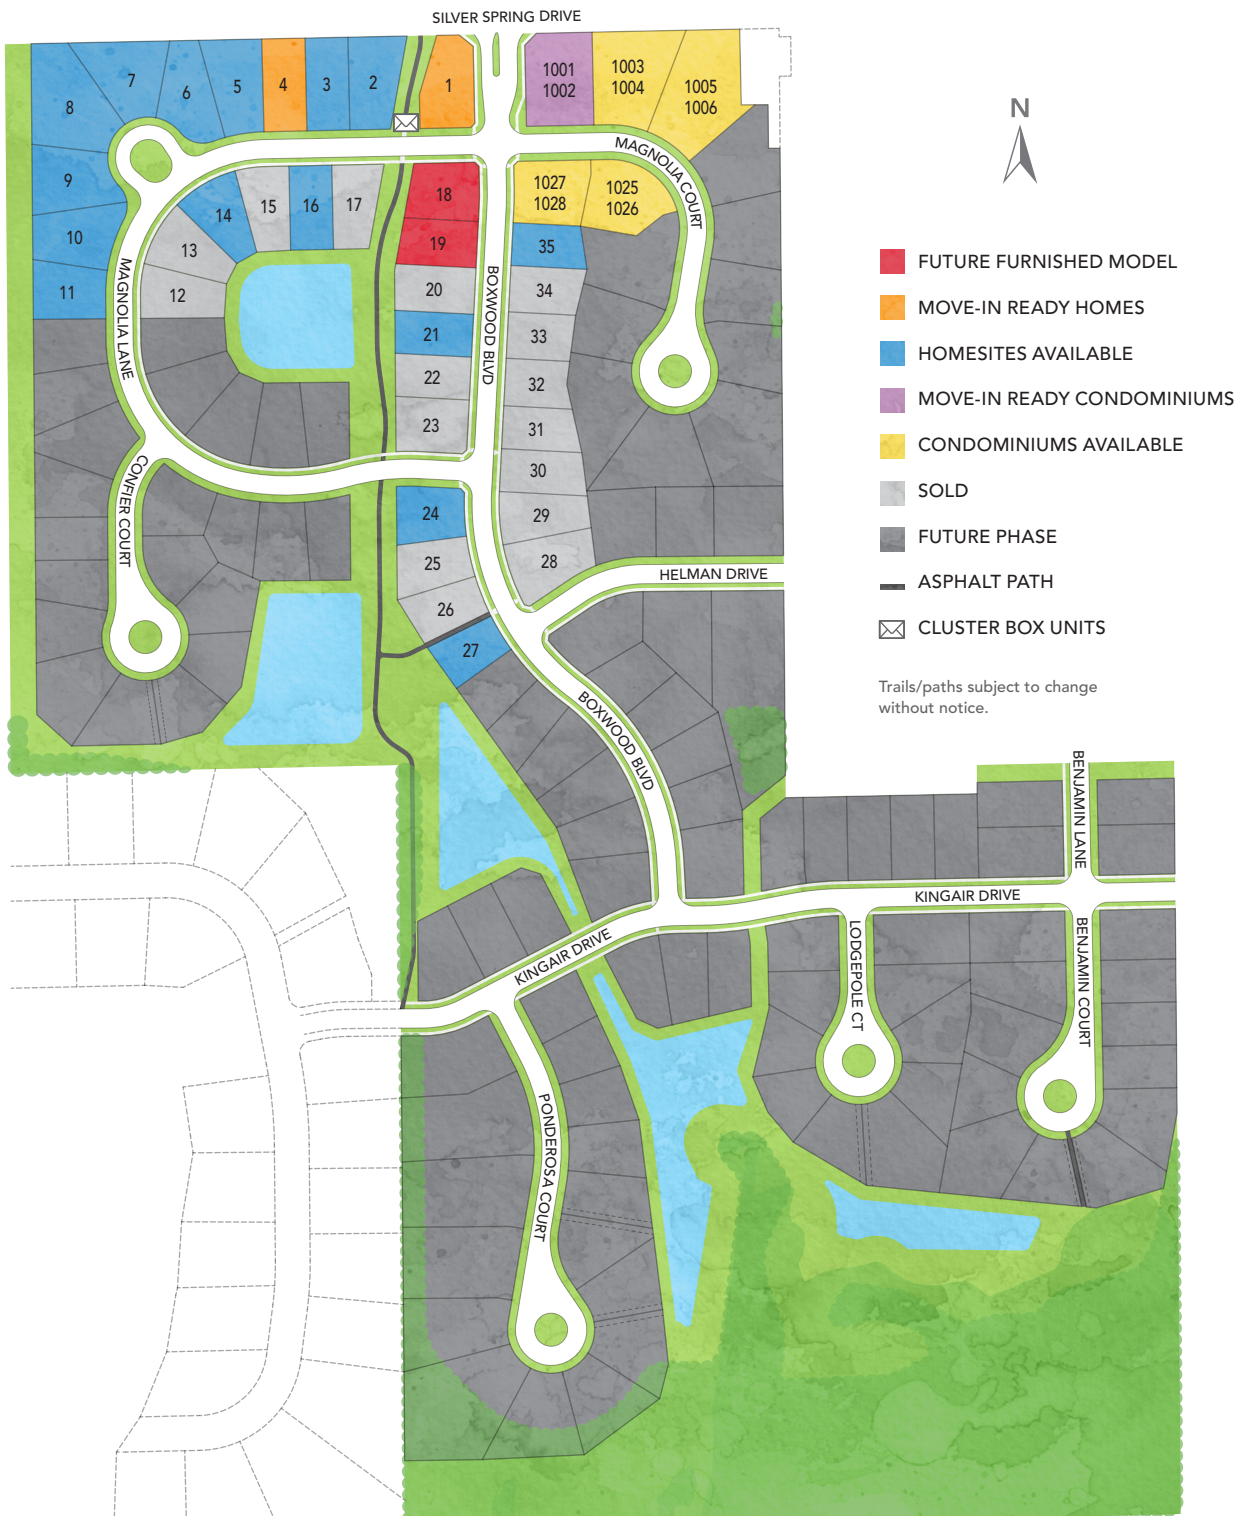 SILVER SPRING DRIVE
8
7
6
5
4
3
2
1
1001
1002
1003
1004
1005
1006
N
MAGNOLIA COURT
9
10
11
14
15
16
17
18
1027
1028
1025
1026
13
12
19
35
MAGNOLIA LANE
BOXWOOD BLVD
20
34
21
33
22
32
23
31
30
CONFIER COURT
24
29
25
28
26
27
HELMAN DRIVE
FUTURE FURNISHED MODEL
MOVE-IN READY HOMES
HOMESITES AVAILABLE
MOVE-IN READY CONDOMINIUMS
CONDOMINIUMS AVAILABLE
SOLD
FUTURE PHASE
ASPHALT PATH
CLUSTER BOX UNITS
Trails/paths subject to change
without notice.
BOXWOOD BLVD
BENJAMIN LANE
KINGAIR DRIVE
KINGAIR DRIVE
LODGEPOLE CT
BENJAMIN COURT
PONDEROSA COURT